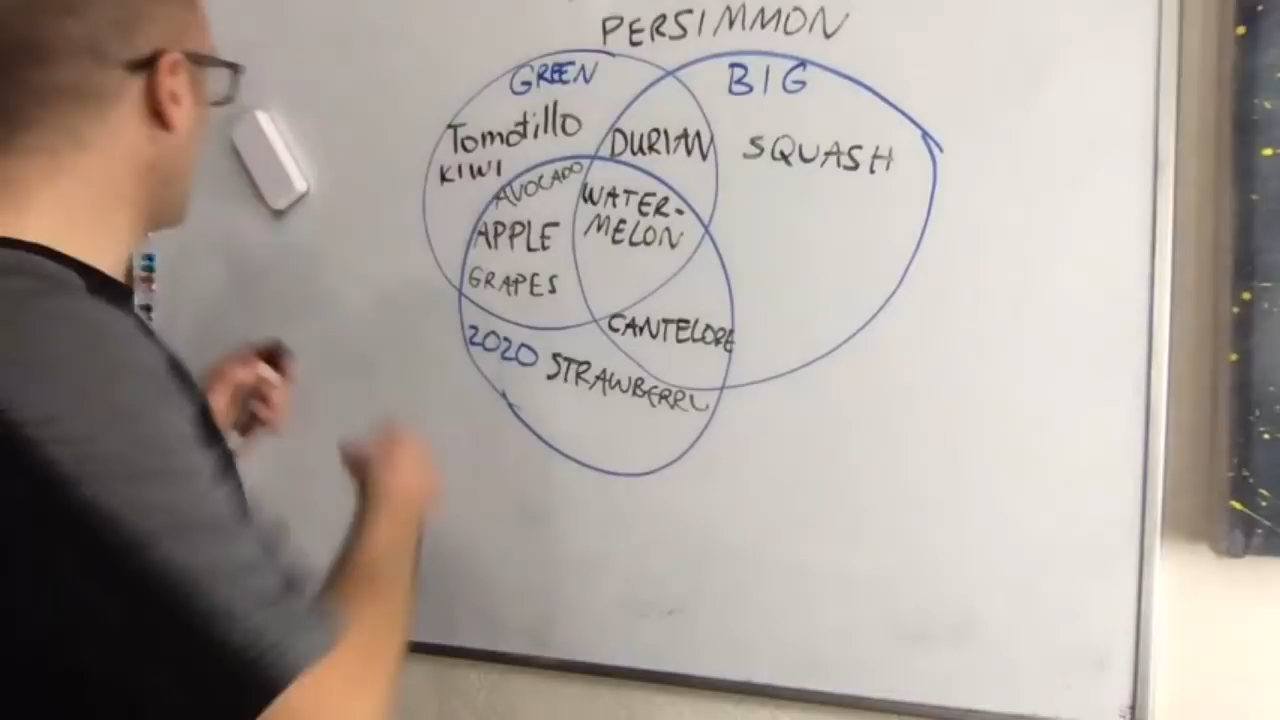 PERSIMMON
GREEN
BIG
Tomatillo
DURIAN
SQUASH
KIWI
AVOCADO
WATER-
MELON
APPLE
GRAPES
CANTELOPE
2020
STRAWBERRY